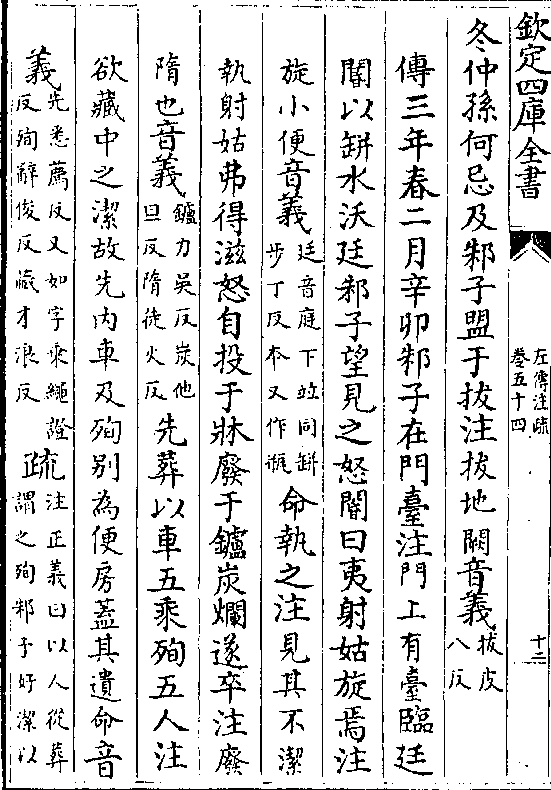 欽定四庫全書
左傳注疏
卷五十四
十二
冬仲孫何忌及邾子盟于拔注拔地闕音義拔皮
八反
傳三年春二月辛卯邾子在門臺注門上有臺臨廷
閽以缾水沃廷邾子望見之怒閽曰夷射姑旋焉注
旋小便音義廷音庭下竝同缾
步丁反本又作瓶命執之注見其不潔
執射姑弗得滋怒自投于牀廢于鑪炭爛遂卒注廢
隋也音義鑪力吳反炭他
旦反隋徒火反先葬以車五乘殉五人注
欲藏中之潔故先内車及殉别為便房蓋其遺命音
義先悉薦反又如字乘繩證
反殉辭俊反藏才浪反疏注正義曰以人從葬
謂之殉邾子好潔以